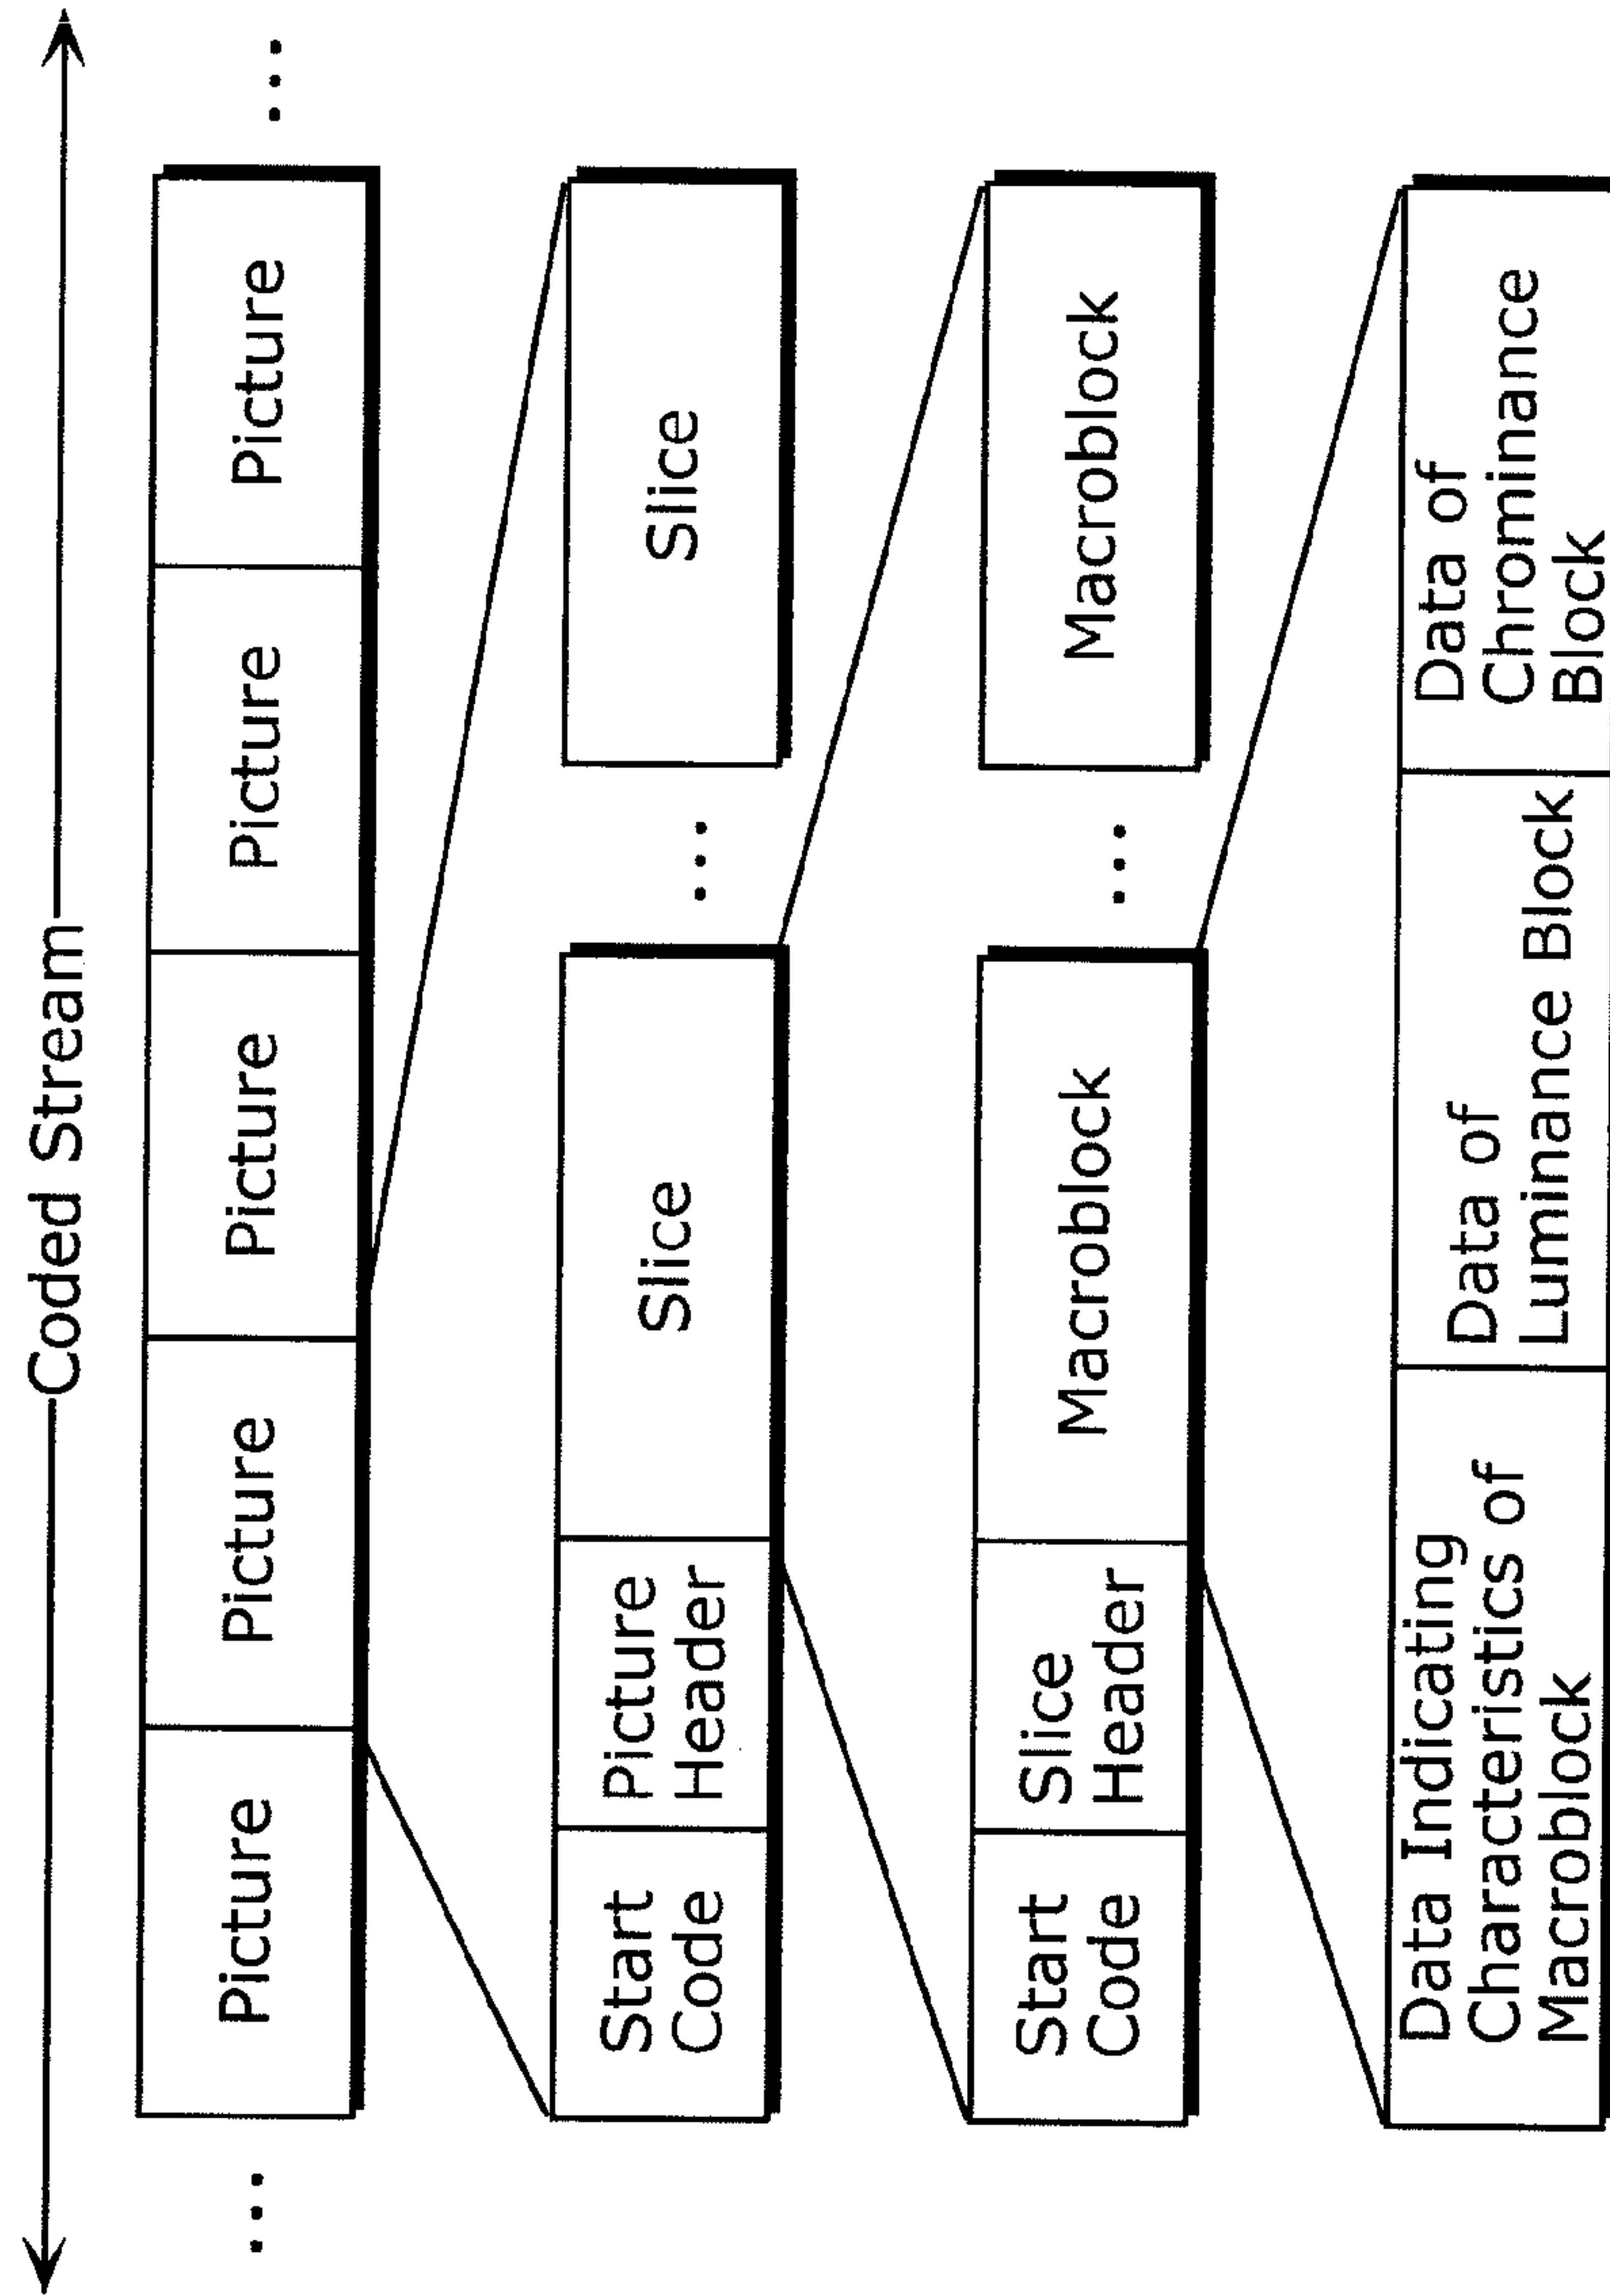 Coded Stream
... Picture Picture Picture Picture Picture ...
Start
Code
Picture
Header
Slice
...
Slice
Start
Code
Slice
Header
Macroblock
...
Macroblock
Data Indicating
Characteristics of
Macroblock
Data of
Luminance Block
Data of
Chrominance
Block